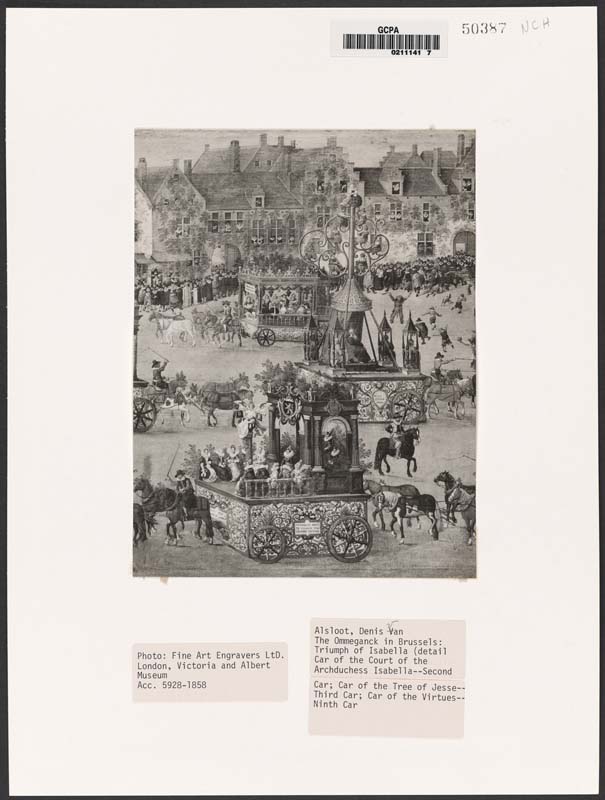 GCPA
0211141 7
50387
NCH
Photo: Fine Art Engravers LtD.
London, Victoria and Albert
Museum
Acc. 5928-1858
Alsloot, Denis Van
The Ommeganck in Brussels:
Triumph of Isabella (detail
Car of the Court of the
Archduchess Isabella--Second
Car; Car of the Tree of Jesse--
Third Car; Car of the Virtues--
Ninth Car